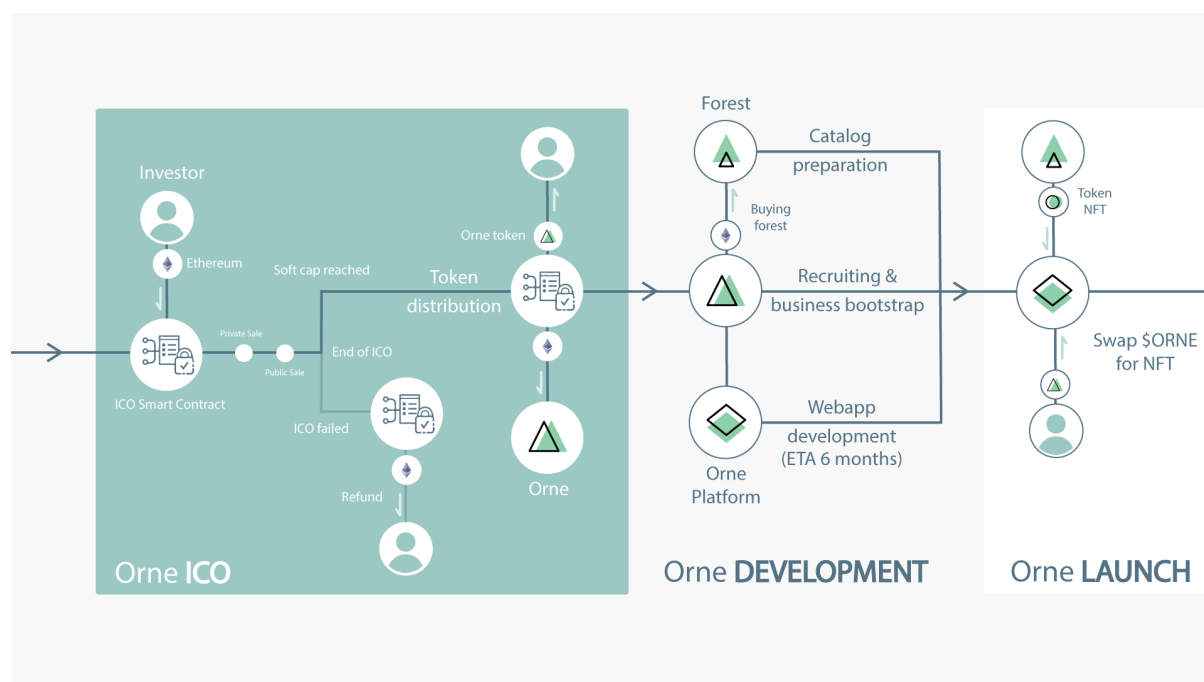 Investor
Ethereum
ICO Smart Contract
Private Sale
Public Sale
Soft cap reached
End of ICO
ICO failed
Refund
Token
distribution
Orne token
Orne
Orne ICO
Forest
Buying
forest
Catalog
preparation
Recruiting &
business bootstrap
Webapp
development
(ETA 6 months)
Orne
Platform
Orne DEVELOPMENT
Token
NFT
Swap $ORNE
for NFT
Orne LAUNCH